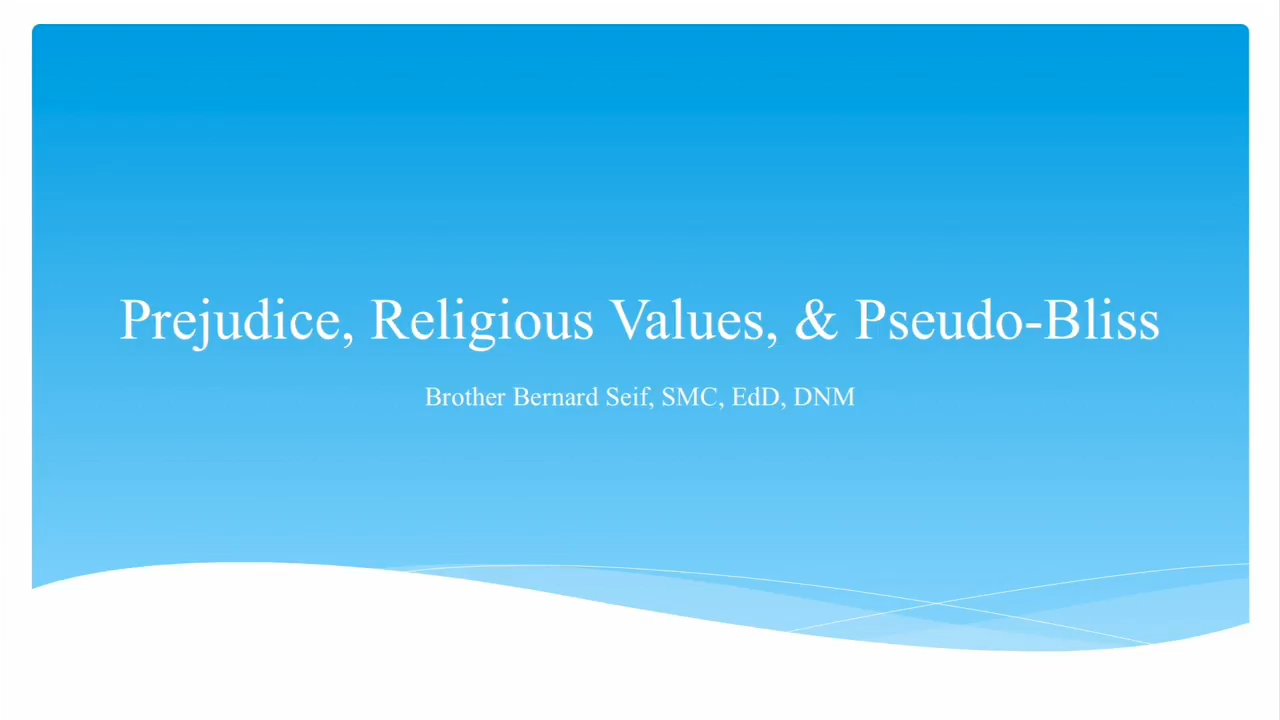 Prejudice, Religious Values, & Pseudo-Bliss
Brother Bernard Seif, SMC, EdD, DNM